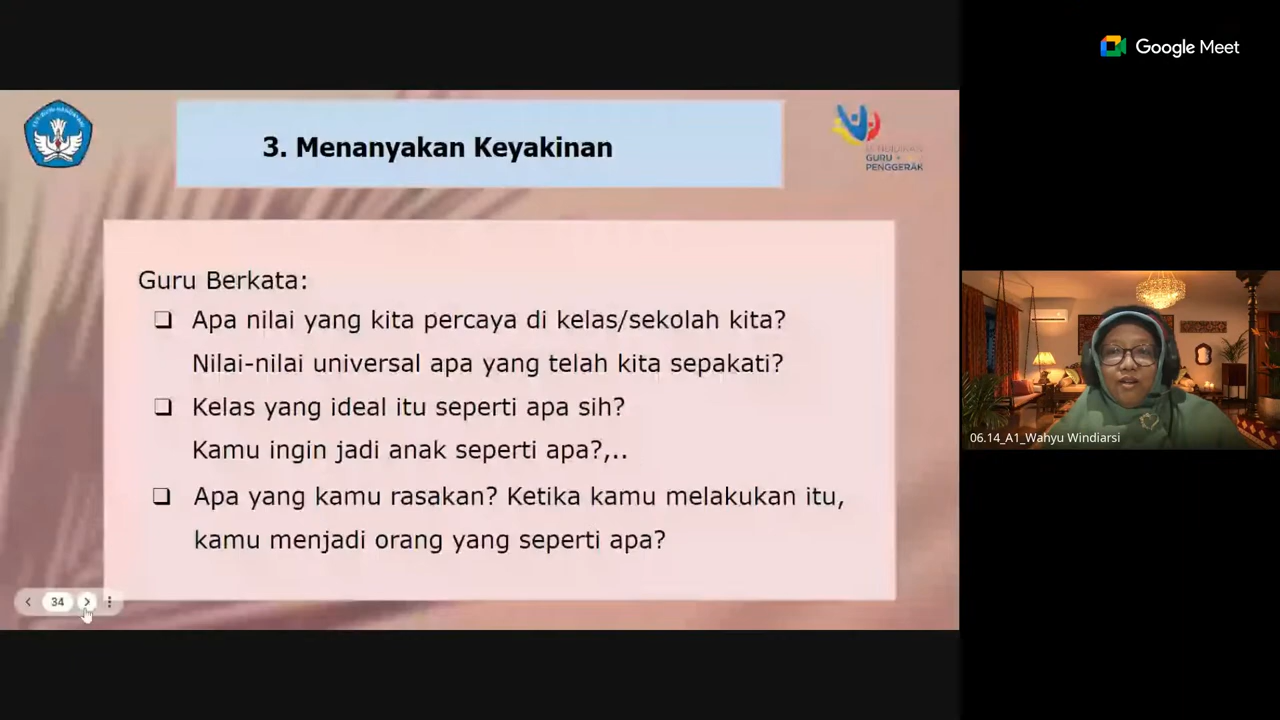 Google Meet
3. Menanyakan Keyakinan
GURU
PENGGERAK
Guru Berkata:
❑ Apa nilai yang kita percaya di kelas/sekolah kita?
Nilai-nilai universal apa yang telah kita sepakati?
❑ Kelas yang ideal itu seperti apa sih?
Kamu ingin jadi anak seperti apa?,..
❑ Apa yang kamu rasakan? Ketika kamu melakukan itu,
kamu menjadi orang yang seperti apa?
34
06.14_A1_Wahyu Windiarsi